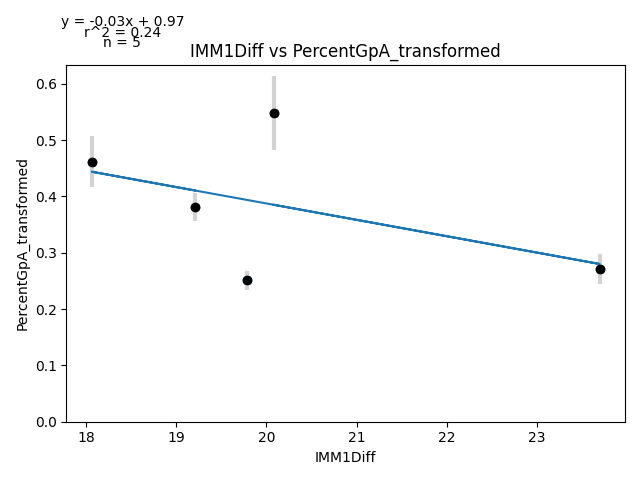 y = -0.03x + 0.97
r^2 = 0.24
n = 5
IMM1Diff vs PercentGpA_transformed
PercentGpA_transformed
0.6
0.5
0.4
0.3
0.2
0.1
0.0
18 19 20 21 22 23
IMM1Diff